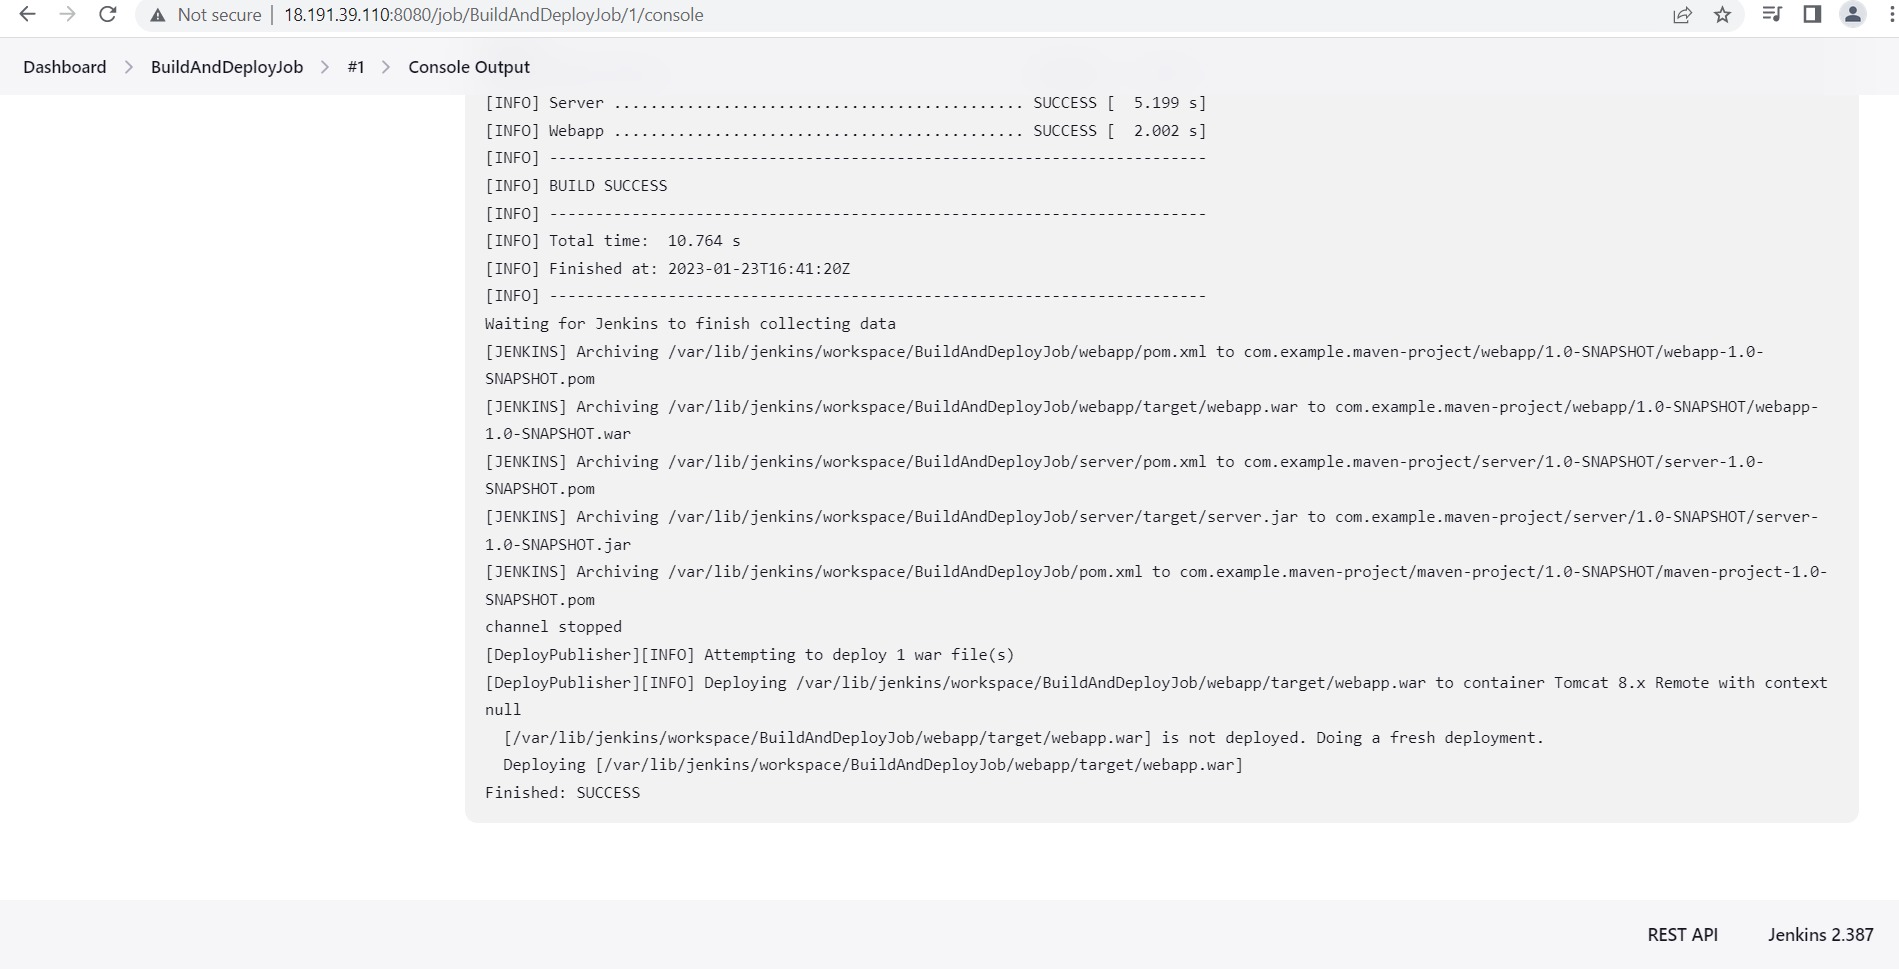 Not secure | 18.191.39.110:8080/job/BuildAndDeployJob/1/console
Dashboard > BuildAndDeployJob > #1 > Console Output
[INFO] Server ............................................. SUCCESS [  5.199 s]
[INFO] Webapp ............................................. SUCCESS [  2.002 s]
[INFO] ------------------------------------------------------------------------
[INFO] BUILD SUCCESS
[INFO] ------------------------------------------------------------------------
[INFO] Total time:  10.764 s
[INFO] Finished at: 2023-01-23T16:41:20Z
[INFO] ------------------------------------------------------------------------
Waiting for Jenkins to finish collecting data
[JENKINS] Archiving /var/lib/jenkins/workspace/BuildAndDeployJob/webapp/pom.xml to com.example.maven-project/webapp/1.0-SNAPSHOT/webapp-1.0-
SNAPSHOT.pom
[JENKINS] Archiving /var/lib/jenkins/workspace/BuildAndDeployJob/webapp/target/webapp.war to com.example.maven-project/webapp/1.0-SNAPSHOT/webapp-
1.0-SNAPSHOT.war
[JENKINS] Archiving /var/lib/jenkins/workspace/BuildAndDeployJob/server/pom.xml to com.example.maven-project/server/1.0-SNAPSHOT/server-1.0-
SNAPSHOT.pom
[JENKINS] Archiving /var/lib/jenkins/workspace/BuildAndDeployJob/server/target/server.jar to com.example.maven-project/server/1.0-SNAPSHOT/server-
1.0-SNAPSHOT.jar
[JENKINS] Archiving /var/lib/jenkins/workspace/BuildAndDeployJob/pom.xml to com.example.maven-project/maven-project/1.0-SNAPSHOT/maven-project-1.0-
SNAPSHOT.pom
channel stopped
[DeployPublisher][INFO] Attempting to deploy 1 war file(s)
[DeployPublisher][INFO] Deploying /var/lib/jenkins/workspace/BuildAndDeployJob/webapp/target/webapp.war to container Tomcat 8.x Remote with context
null
  [/var/lib/jenkins/workspace/BuildAndDeployJob/webapp/target/webapp.war] is not deployed. Doing a fresh deployment.
  Deploying [/var/lib/jenkins/workspace/BuildAndDeployJob/webapp/target/webapp.war]
Finished: SUCCESS
REST API Jenkins 2.387